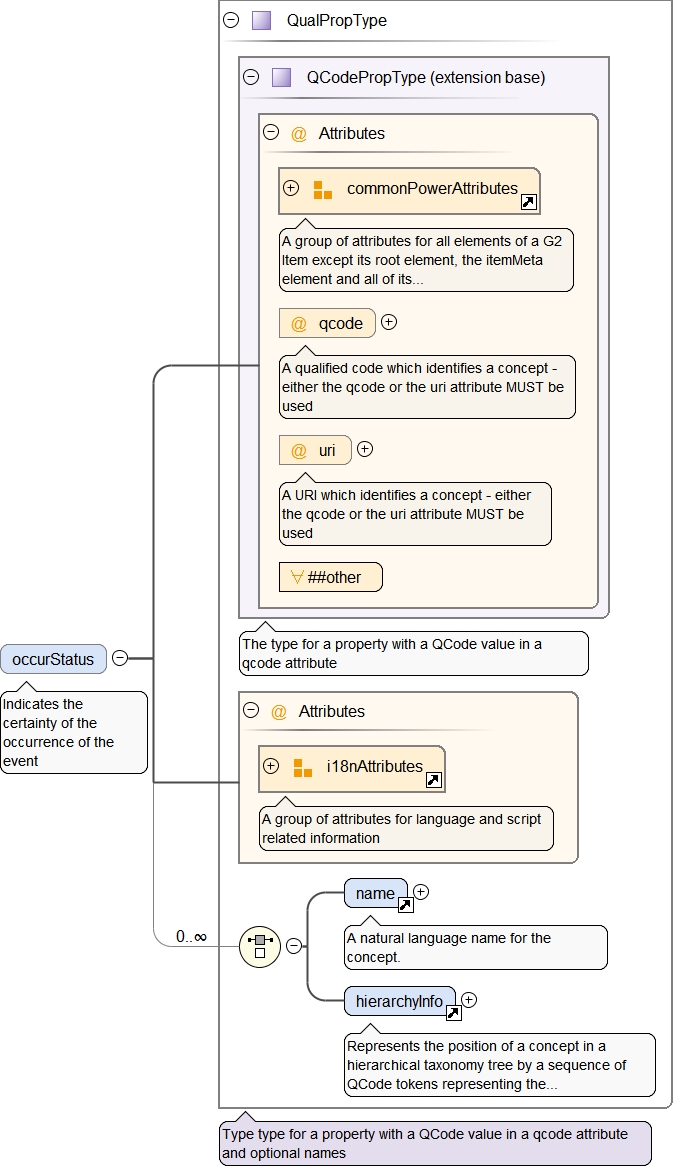 QualPropType
QCodePropType (extension base)
@ Attributes
commonPowerAttributes
A group of attributes for all elements of a G2
Item except its root element, the itemMeta
element and all of its...
@ qcode
A qualified code which identifies a concept -
either the qcode or the uri attribute MUST be
used
@ uri
A URI which identifies a concept - either
the qcode or the uri attribute MUST be
used
##other
The type for a property with a QCode value in a
qcode attribute
occurStatus
Indicates the
certainty of the
occurrence of the
event
@ Attributes
i18nAttributes
A group of attributes for language and script
related information
0..∞
name
A natural language name for the
concept.
hierarchyInfo
Represents the position of a concept in a
hierarchical taxonomy tree by a sequence of
QCode tokens representing the...
Type type for a property with a QCode value in a qcode attribute
and optional names